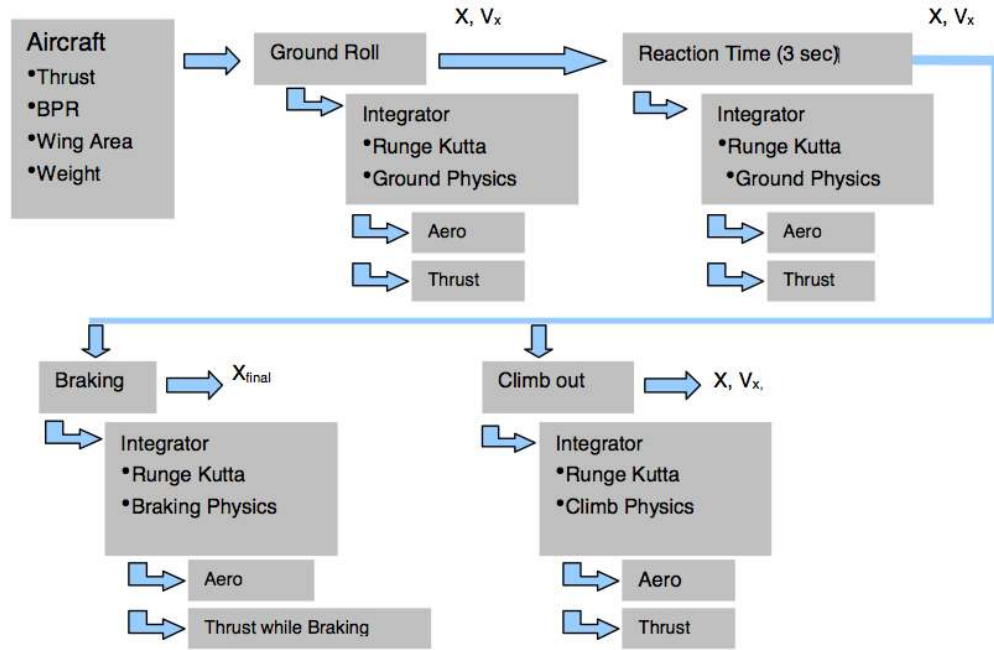 Aircraft
•Thrust
•BPR
•Wing Area
•Weight
Ground Roll
X, Vx
Reaction Time (3 sec)
X, Vx
Integrator
•Runge Kutta
•Ground Physics
Aero
Thrust
Integrator
•Runge Kutta
•Ground Physics
Aero
Thrust
Braking
Xfinal
Integrator
•Runge Kutta
•Braking Physics
Aero
Thrust while Braking
Climb out
X, Vx,
Integrator
•Runge Kutta
•Climb Physics
Aero
Thrust